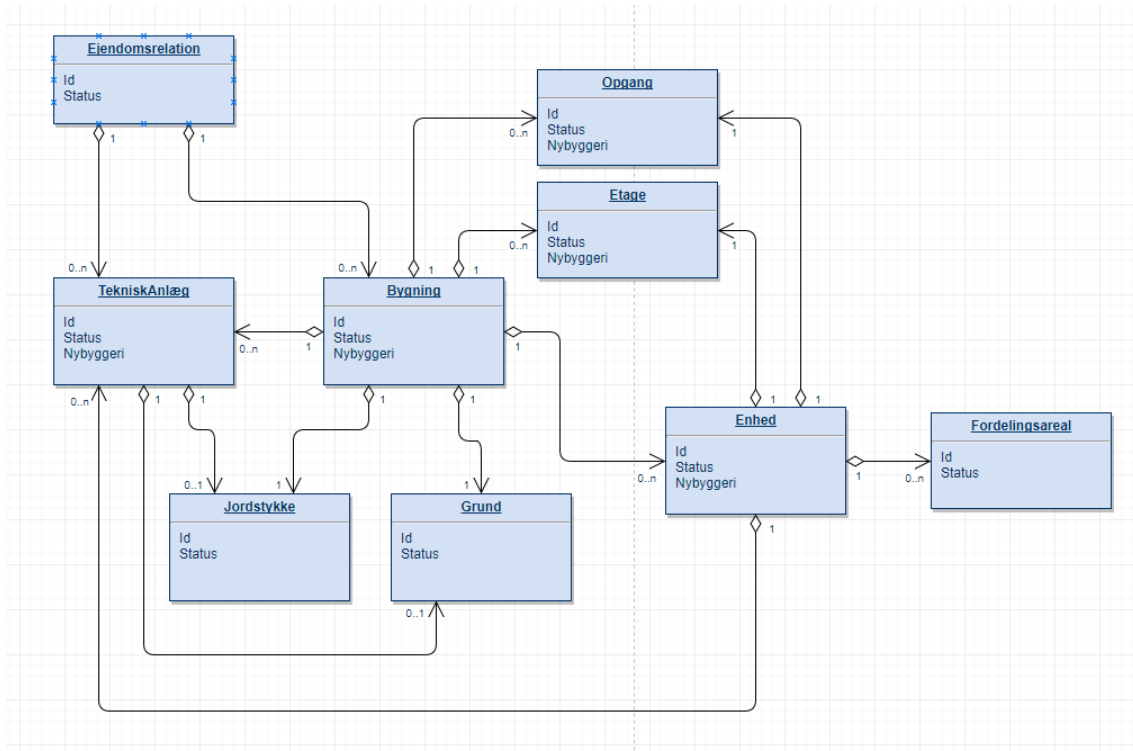 Ejendomsrelation
Id
Status
1
1
Opgang
Id
Status
Nybyggeri
0..n
1
Etage
Id
Status
Nybyggeri
0..n
1
0..n
TekniskAnlæg
Id
Status
Nybyggeri
0..n
Bygning
Id
Status
Nybyggeri
1
1
0..n
1
1
0..n
1
1
1
1
0..n
1
1
Enhed
Id
Status
Nybyggeri
0..n
1
1
Fordelingsareal
Id
Status
0..n
0..1
Jordstykke
Id
Status
1
Grund
Id
Status
1
0..1